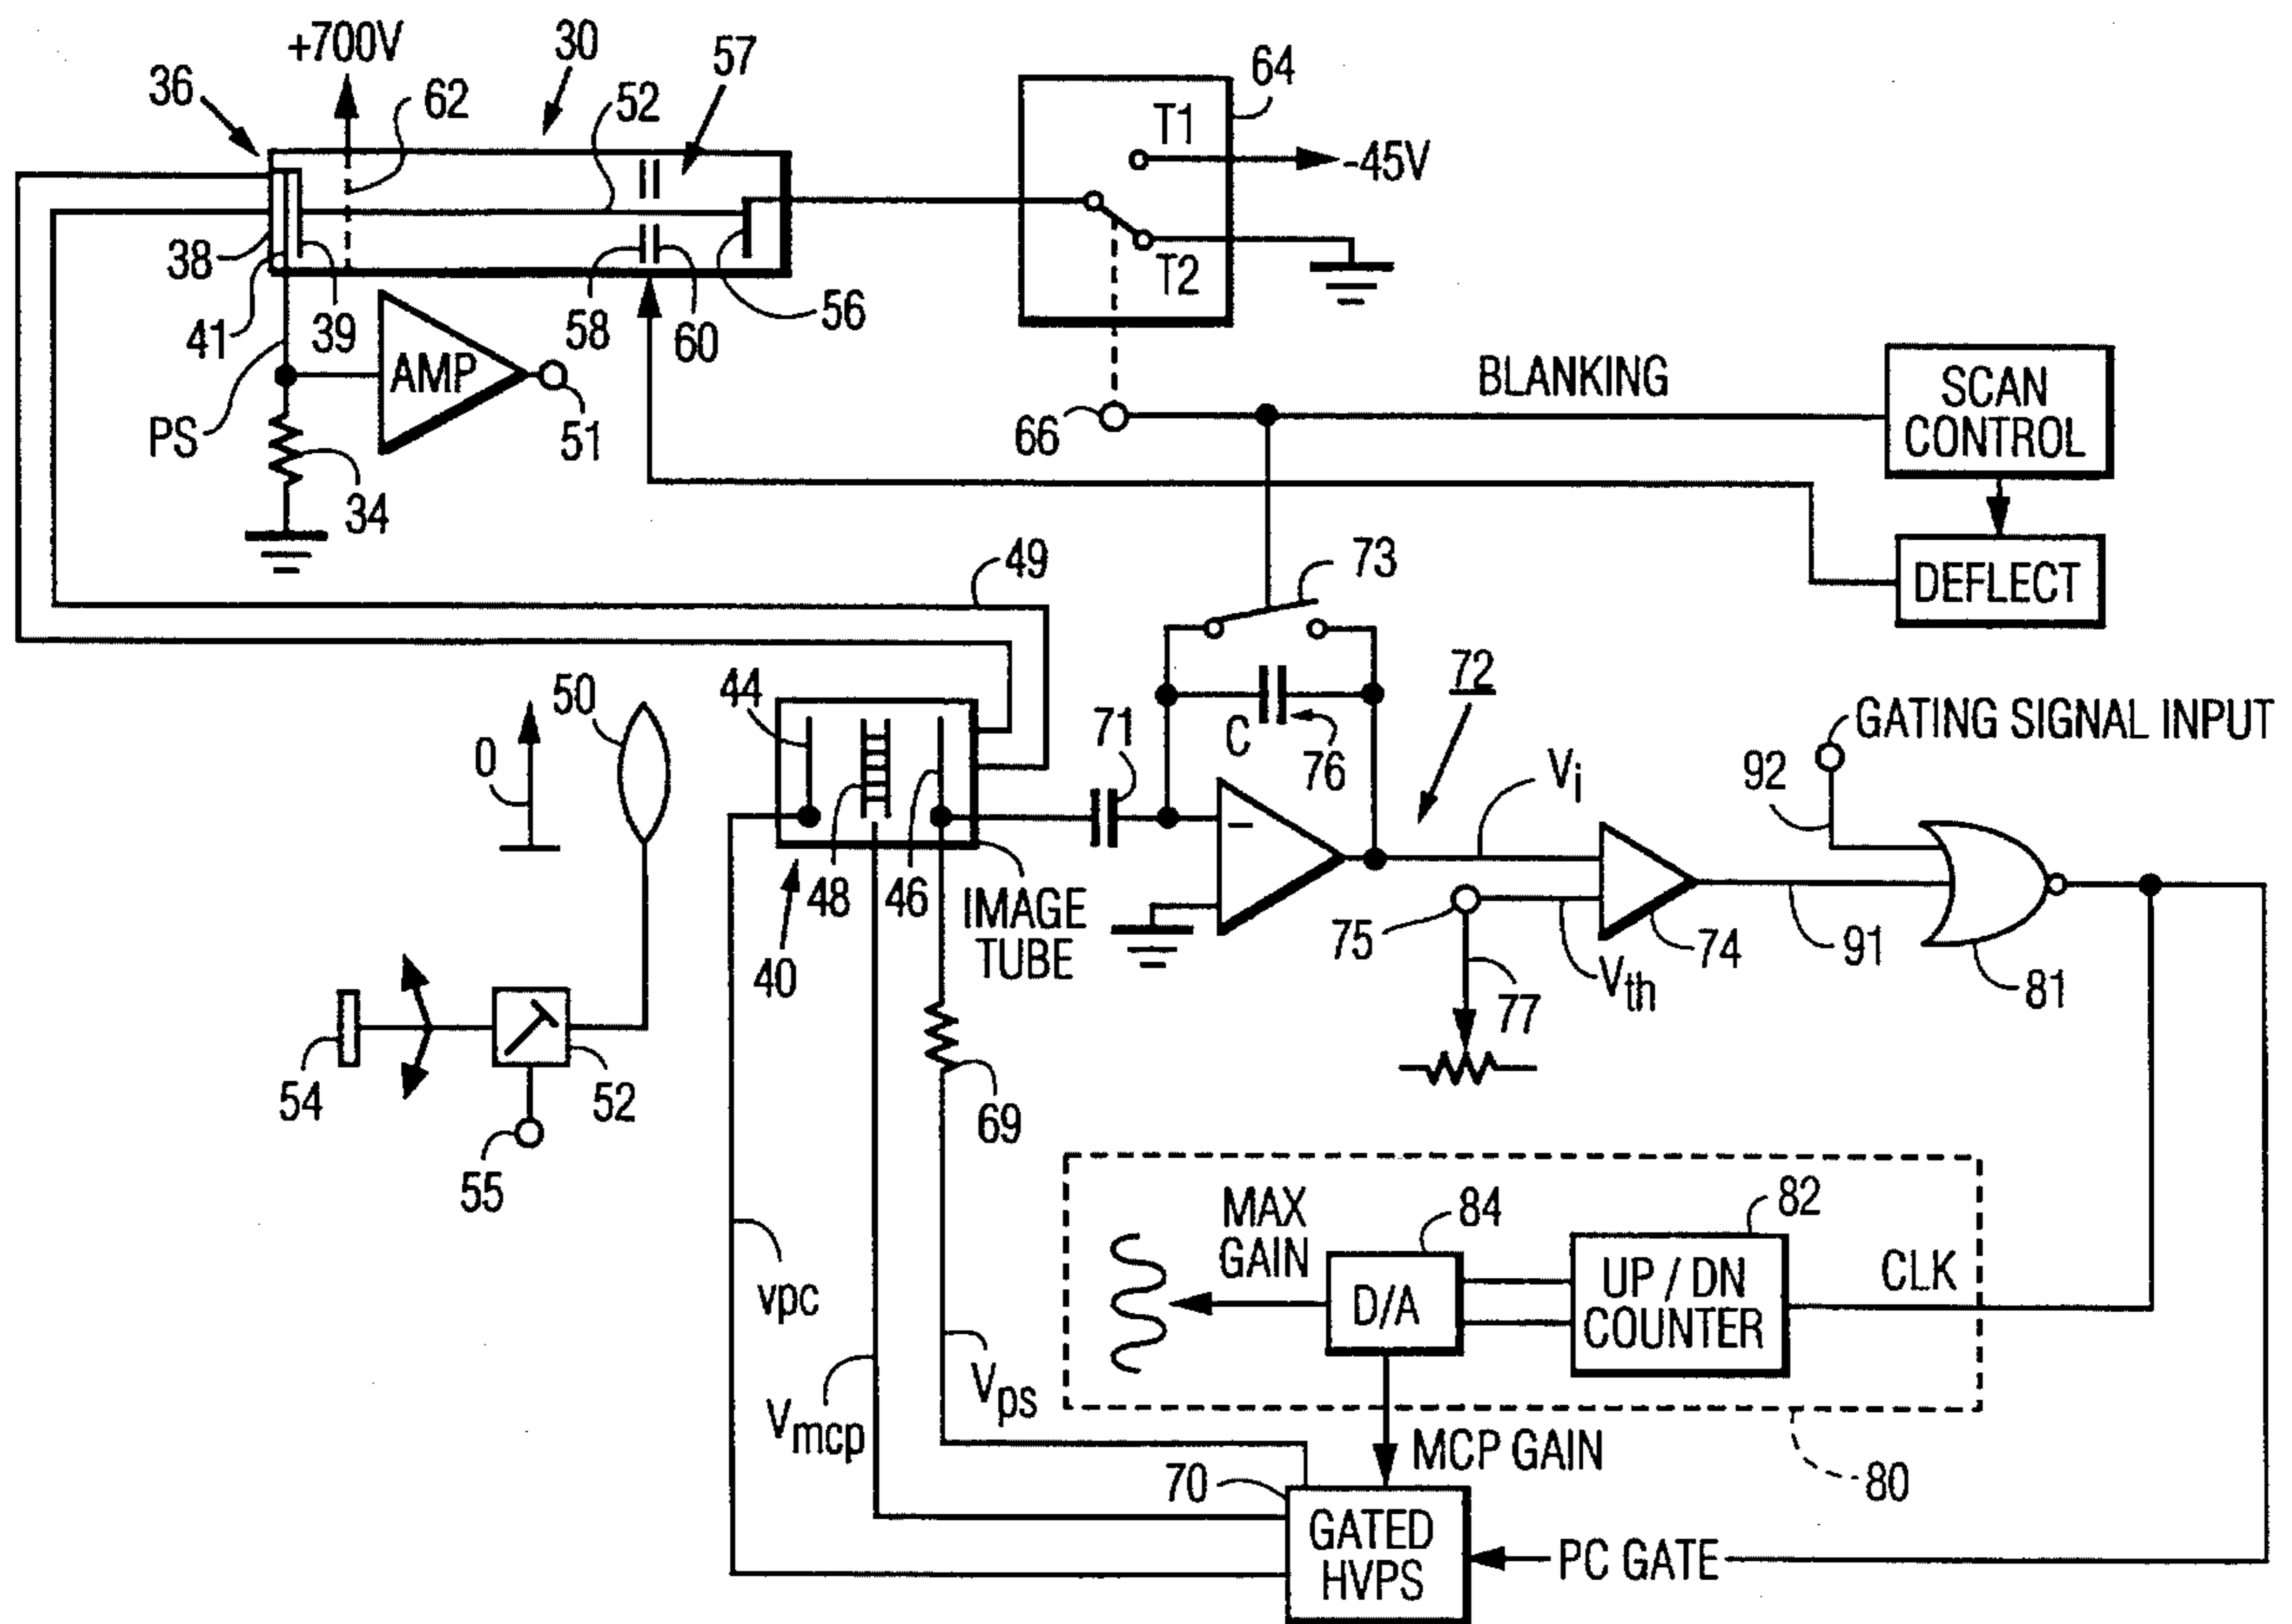 +700V
30
57
64
36
62
52
T1
-45V
38
T2
41
39
58
60
56
AMP
BLANKING
SCAN
CONTROL
PS
51
66
34
49
73
DEFLECT
44
72
50
71
GATING SIGNAL INPUT
0
C
76
92
Vi
48
46
IMAGE
TUBE
75
74
91
40
Vth
81
77
54
52
69
55
MAX
GAIN
84
82
UP / DN
COUNTER
CLK
D/A
vpc
Vps
Vmcp
MCP GAIN
80
70
GATED
HVPS
PC GATE